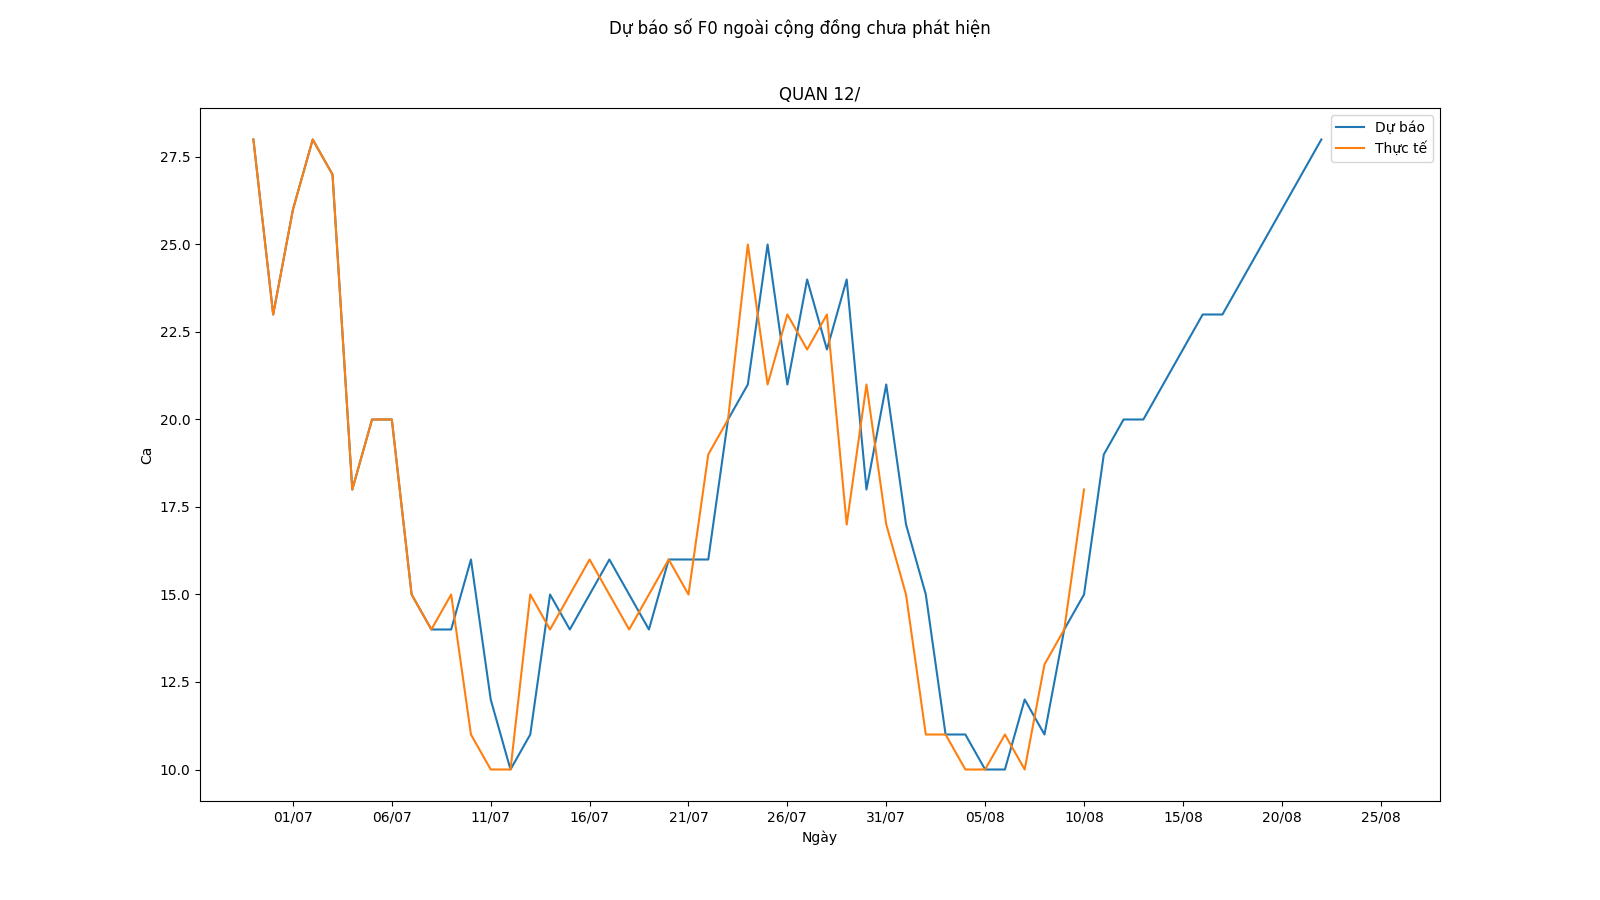 Dự báo số F0 ngoài cộng đồng chưa phát hiện
QUAN 12/
Dự báo
Thực tế
27.5
25.0
22.5
20.0
17.5
15.0
12.5
10.0
Ca
01/07 06/07 11/07 16/07 21/07 26/07 31/07 05/08 10/08 15/08 20/08 25/08
Ngày